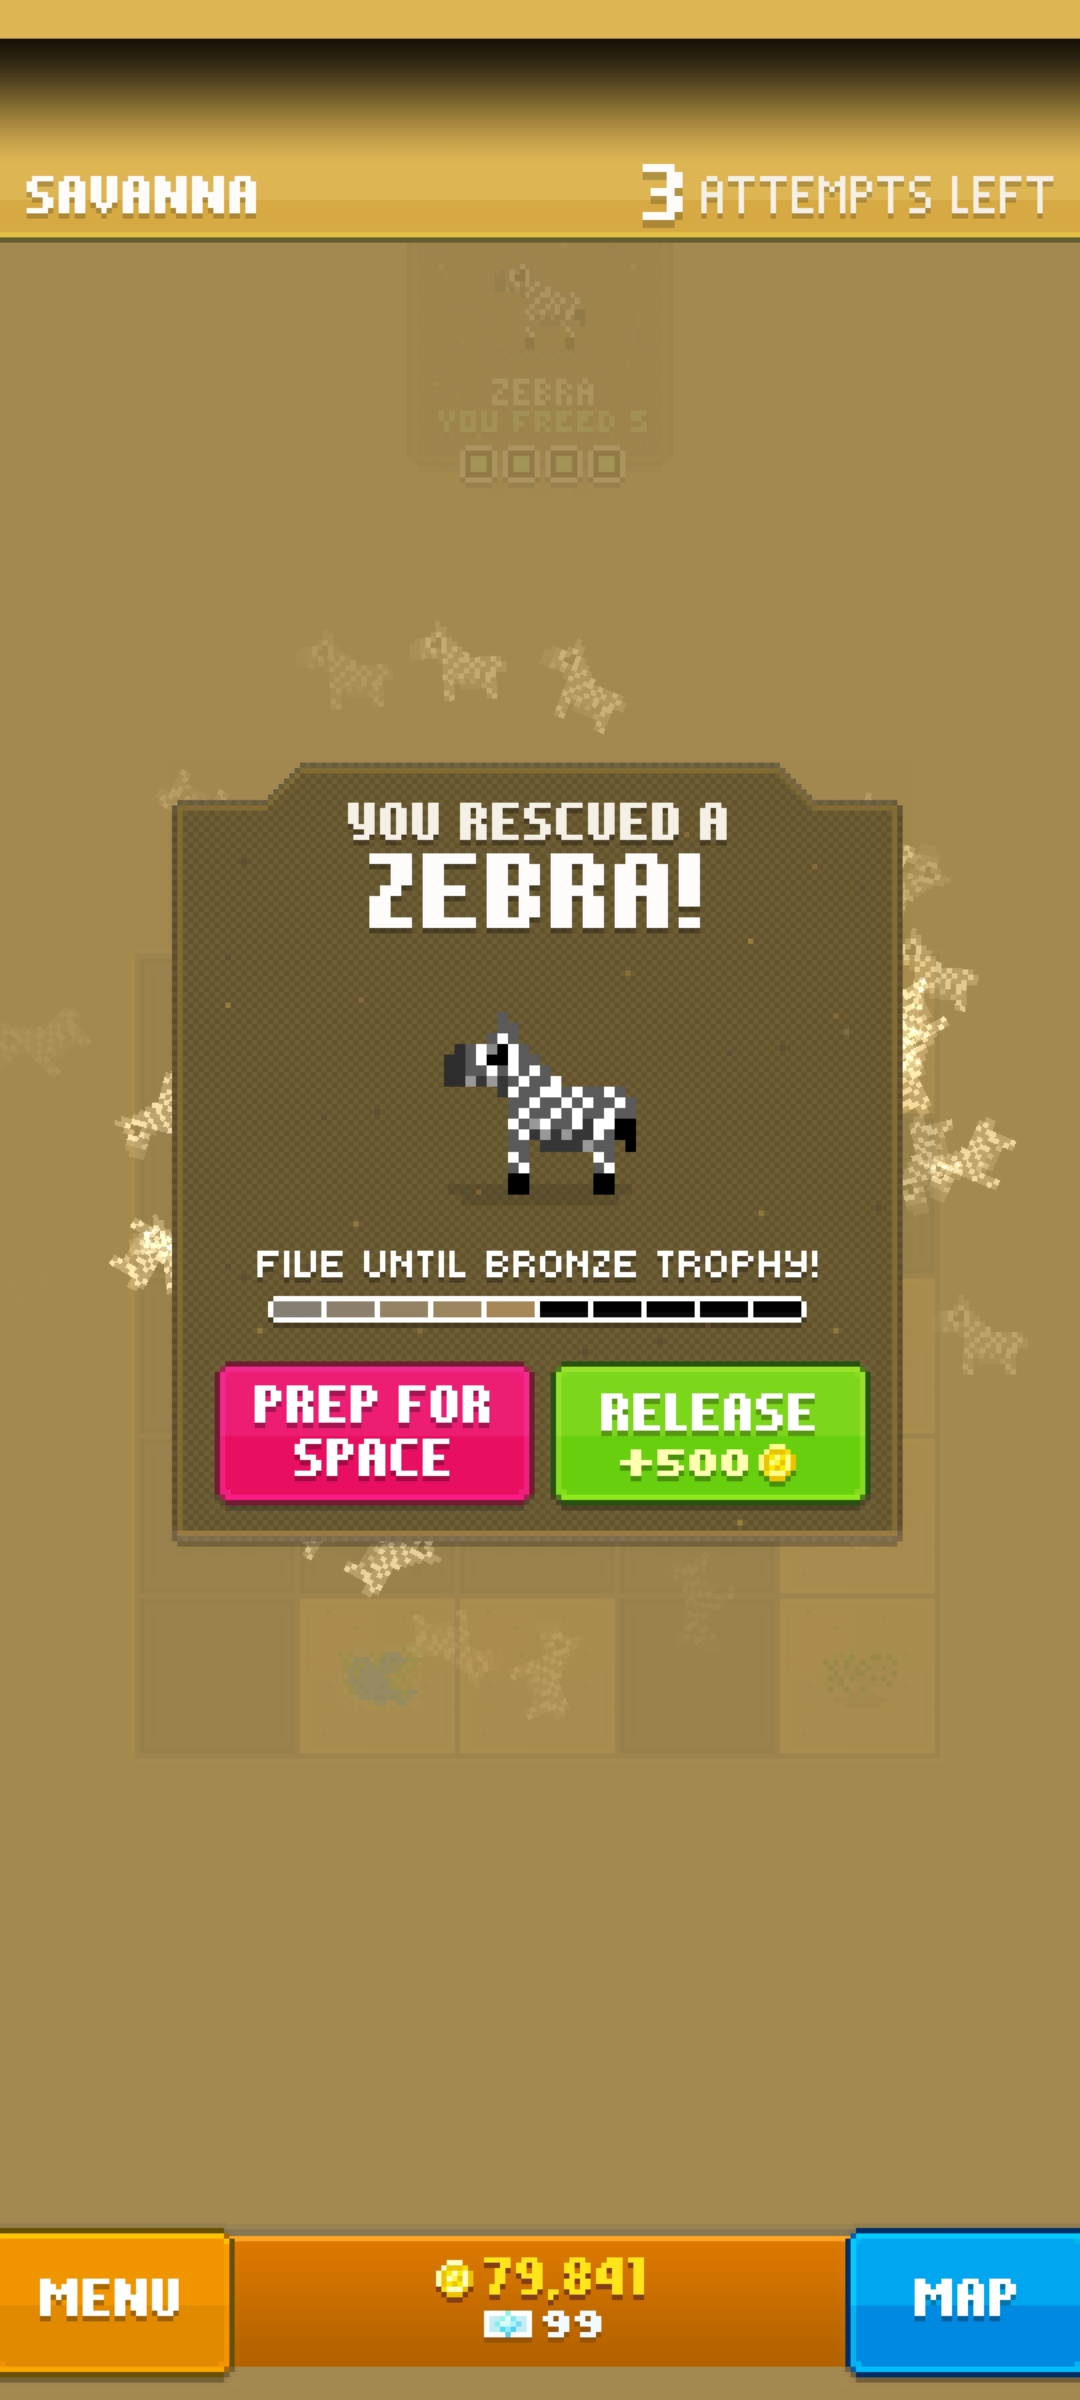 SAVANNA
3 ATTEMPTS LEFT
ZEBRA
YOU FREED 5
YOU RESCUED A
ZEBRA!
FIVE UNTIL BRONZE TROPHY!
PREP FOR
SPACE
RELEASE
+500
MENU
79,841
99
MAP